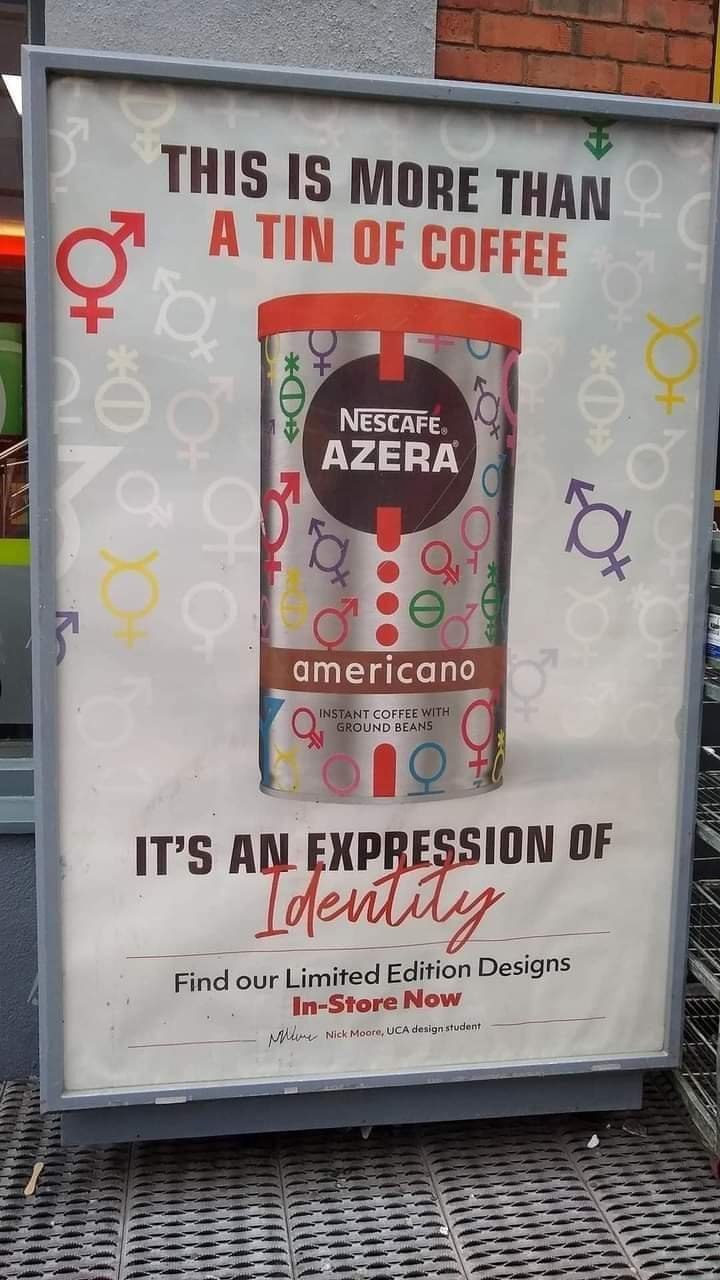 THIS IS MORE THAN
A TIN OF COFFEE
NESCAFÉ®
AZERA®
americano
INSTANT COFFEE WITH
GROUND BEANS
IT'S AN EXPRESSION OF
Identity
Find our Limited Edition Designs
In-Store Now
Nick Moore, UCA design student